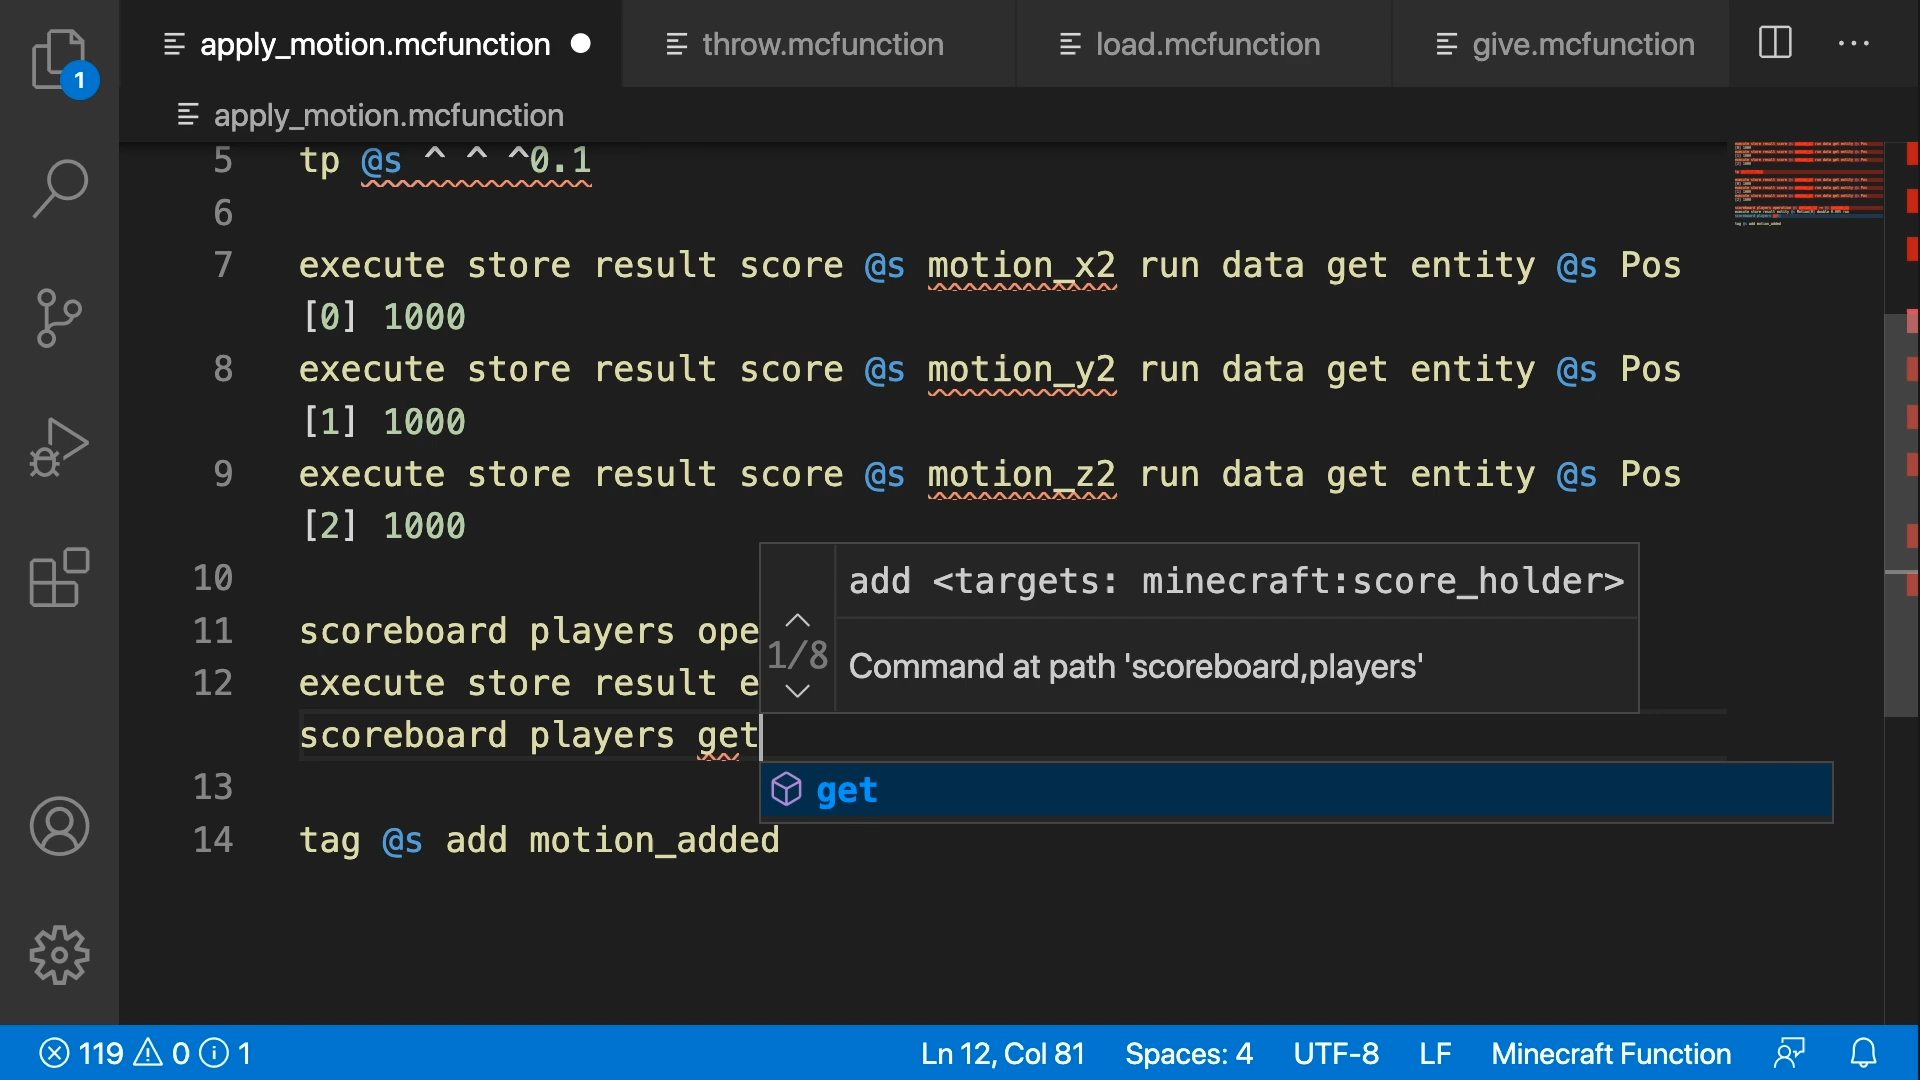 apply_motion.mcfunction
throw.mcfunction
load.mcfunction
give.mcfunction
1
apply_motion.mcfunction
5 tp @s ^ ^ ^0.1
6
7 execute store result score @s motion_x2 run data get entity @s Pos
[0] 1000
8 execute store result score @s motion_y2 run data get entity @s Pos
[1] 1000
9 execute store result score @s motion_z2 run data get entity @s Pos
[2] 1000
10
add <targets: minecraft:score_holder>
1/8
Command at path 'scoreboard,players'
11 scoreboard players ope
12 execute store result e
scoreboard players get
get
13
14 tag @s add motion_added
119 0 1
Ln 12, Col 81
Spaces: 4
UTF-8
LF
Minecraft Function